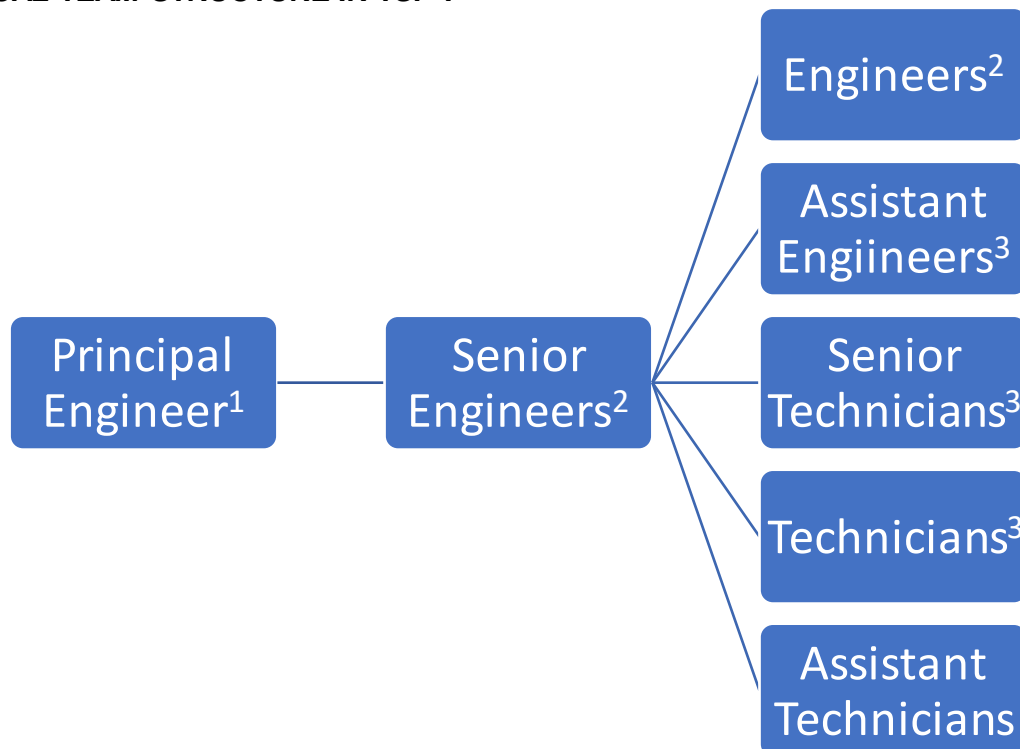 Engineers²
Assistant
Engiineers³
Principal
Engineer¹
Senior
Engineers²
Senior
Technicians³
Technicians³
Assistant
Technicians